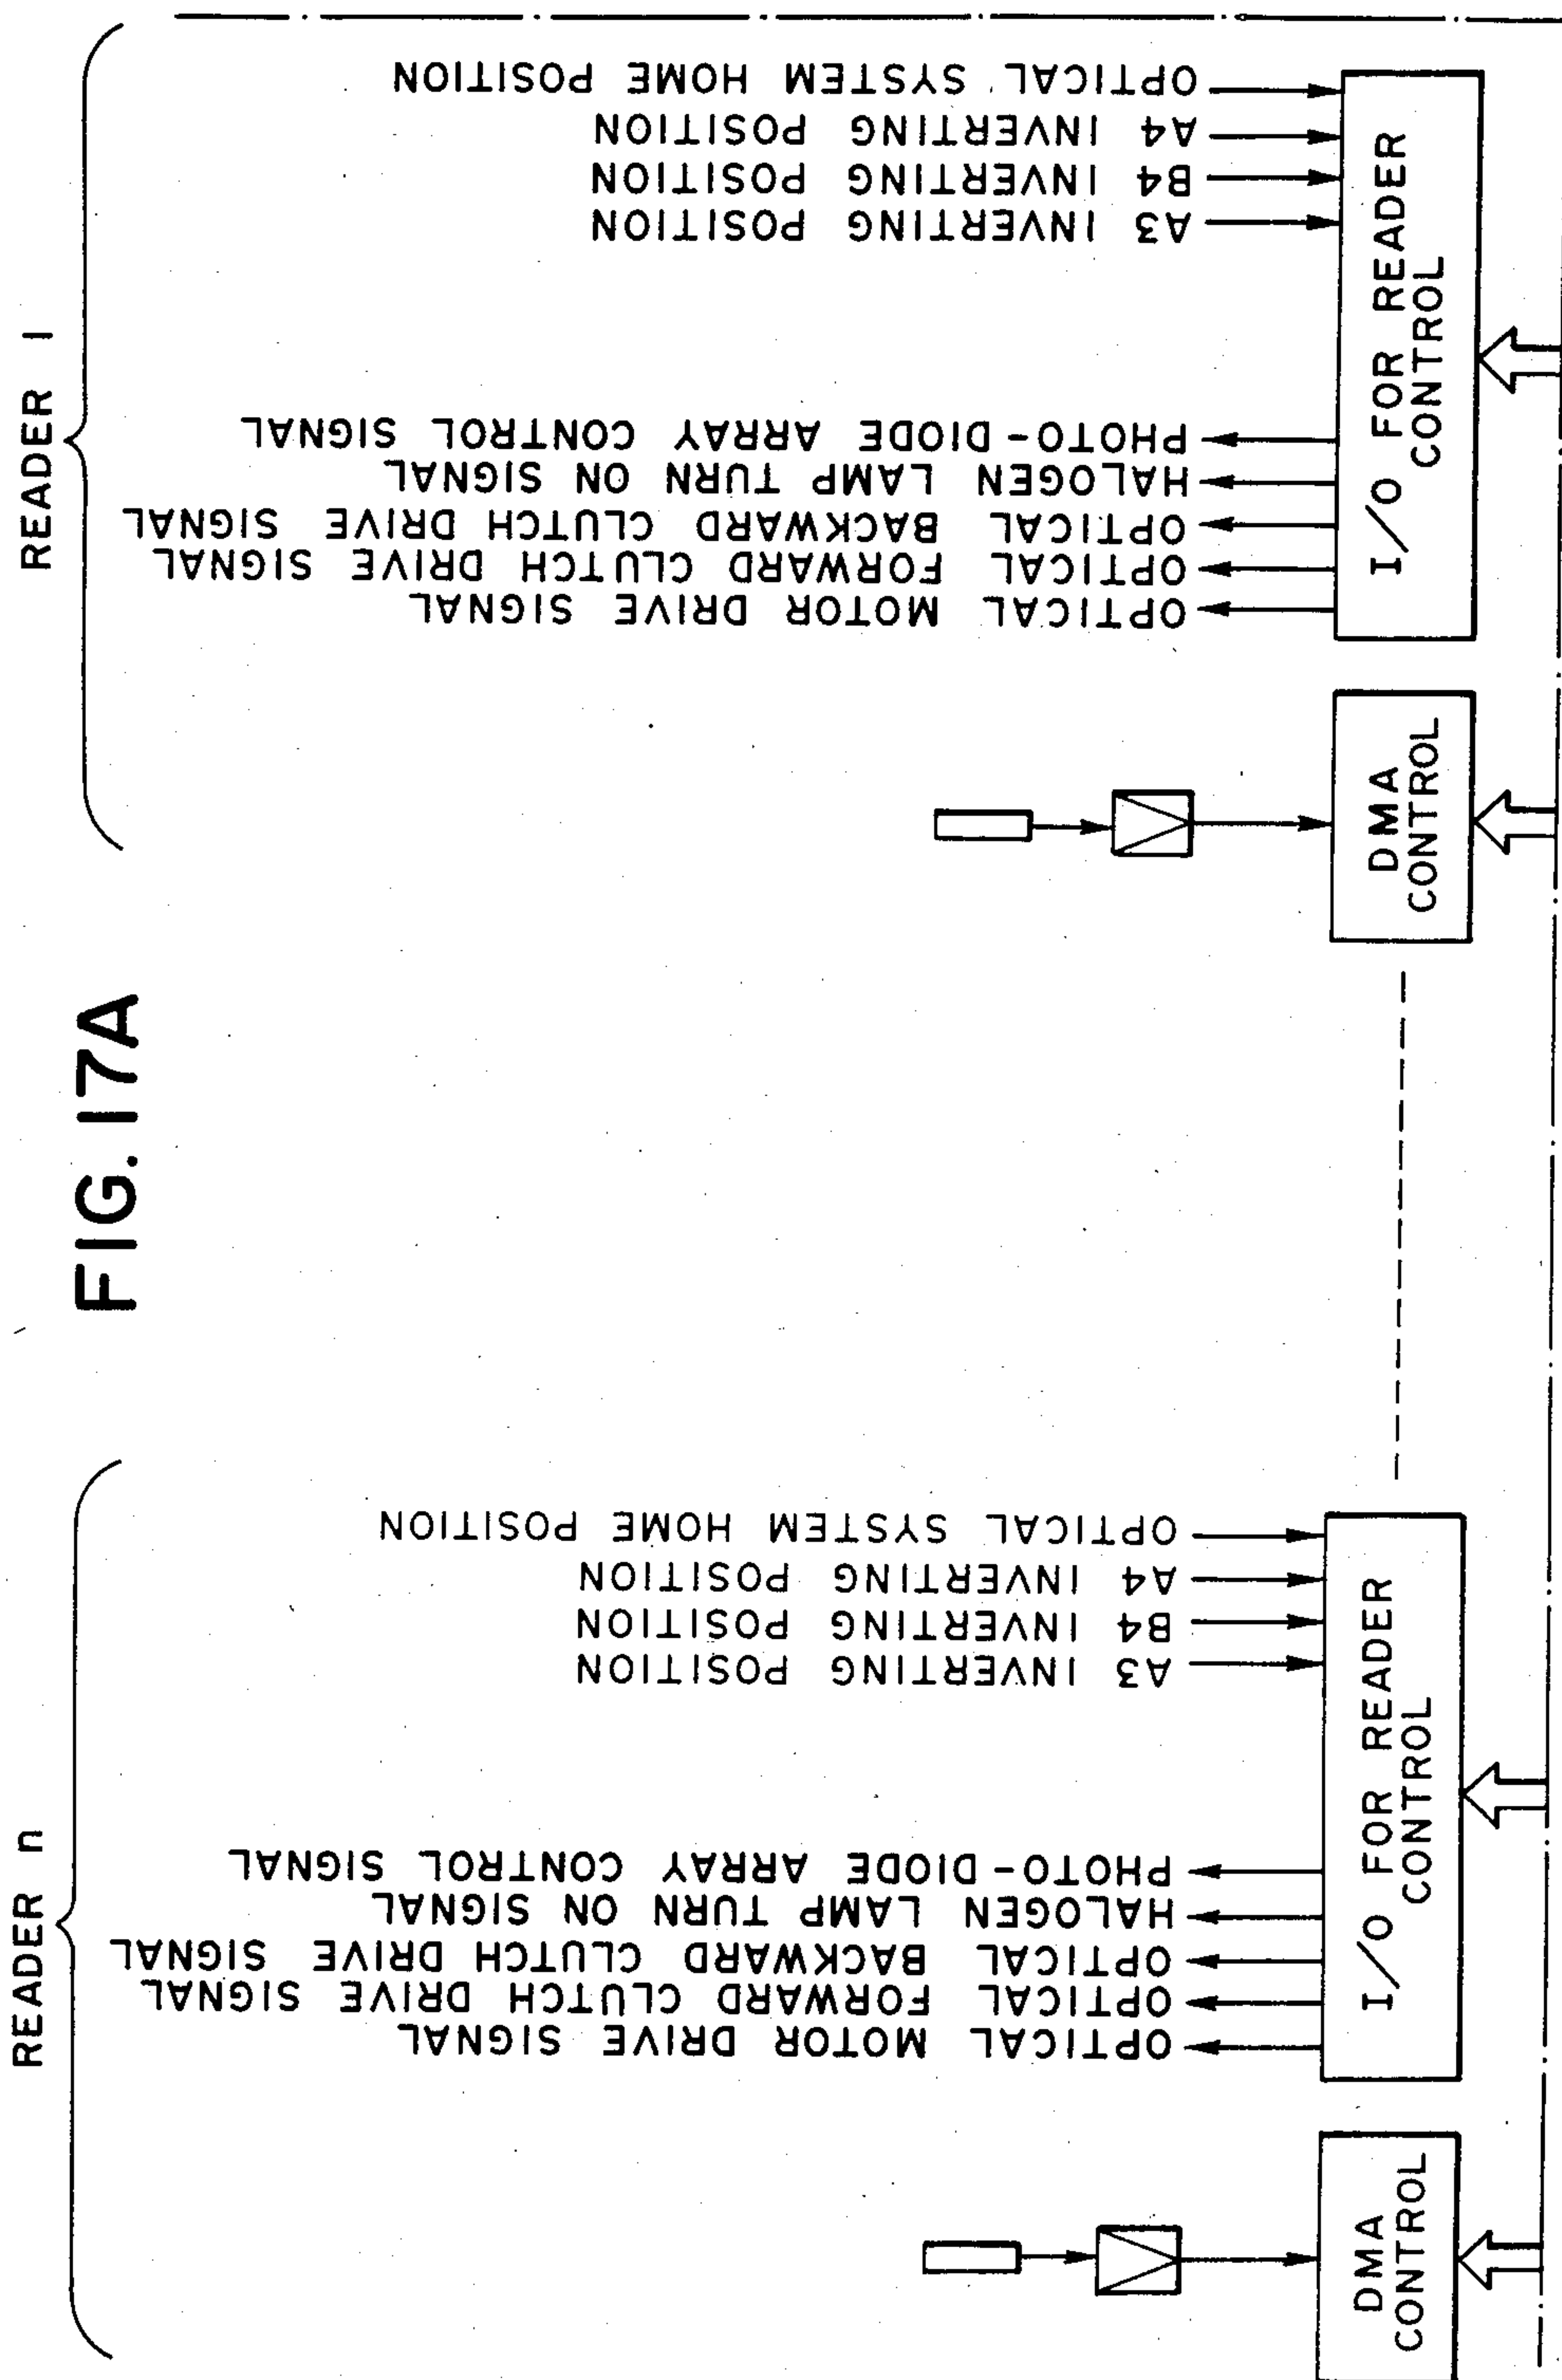 FIG. 17A
READER n
DMA
CONTROL
OPTICAL MOTOR DRIVE SIGNAL
OPTICAL FORWARD CLUTCH DRIVE SIGNAL
OPTICAL BACKWARD CLUTCH DRIVE SIGNAL
HALOGEN LAMP TURN ON SIGNAL
PHOTO-DIODE ARRAY CONTROL SIGNAL
A3 INVERTING POSITION
B4 INVERTING POSITION
A4 INVERTING POSITION
OPTICAL SYSTEM HOME POSITION
I/O FOR READER
CONTROL
READER 1
DMA
CONTROL
OPTICAL MOTOR DRIVE SIGNAL
OPTICAL FORWARD CLUTCH DRIVE SIGNAL
OPTICAL BACKWARD CLUTCH DRIVE SIGNAL
HALOGEN LAMP TURN ON SIGNAL
PHOTO-DIODE ARRAY CONTROL SIGNAL
A3 INVERTING POSITION
B4 INVERTING POSITION
A4 INVERTING POSITION
OPTICAL SYSTEM HOME POSITION
I/O FOR READER
CONTROL